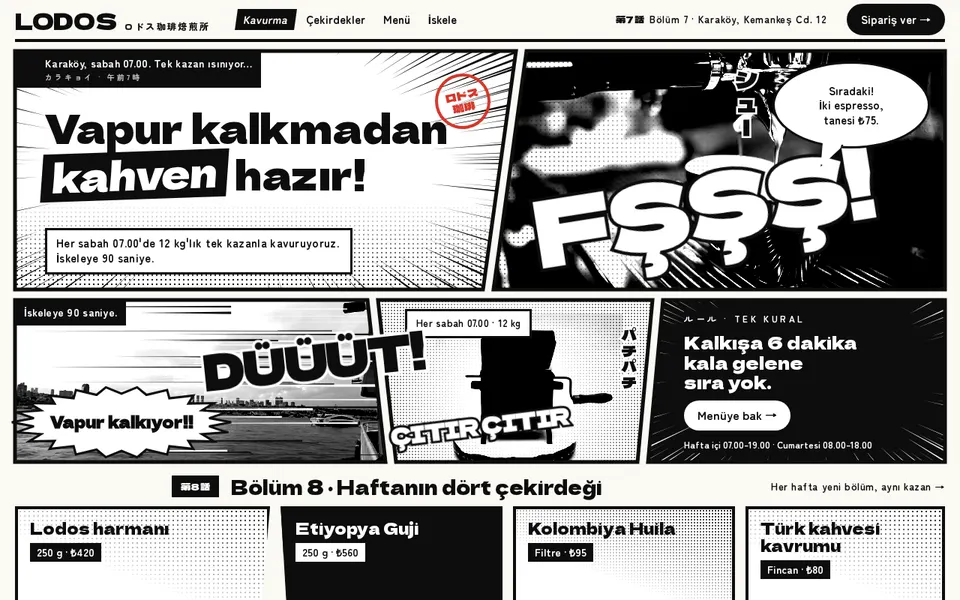 LODOS ロドス珈琲焙煎所
Kavurma Çekirdekler Menü İskele
第7話 Bölüm 7 · Karaköy, Kemankeş Cd. 12
Sipariş ver →
Karaköy, sabah 07.00. Tek kazan ısınıyor...
カラキョイ · 午前7時
ロドス
珈琲
Vapur kalkmadan
kahven hazır!
Her sabah 07.00'de 12 kg'lık tek kazanla kavuruyoruz.
İskeleye 90 saniye.
シュー
Sıradaki!
İki espresso,
tanesi ₺75.
FŞŞŞ!
İskeleye 90 saniye.
DÜÜÜT!
Vapur kalkıyor!!
Her sabah 07.00 · 12 kg
パチパチ
ÇITIR ÇITIR
ルール · TEK KURAL
Kalkışa 6 dakika
kala gelene
sıra yok.
Menüye bak →
Hafta içi 07.00–19.00 · Cumartesi 08.00–18.00
第8話 Bölüm 8 · Haftanın dört çekirdeği
Her hafta yeni bölüm, aynı kazan →
Lodos harmanı
250 g · ₺420
Etiyopya Guji
250 g · ₺560
Kolombiya Huila
Filtre · ₺95
Türk kahvesi
kavrumu
Fincan · ₺80